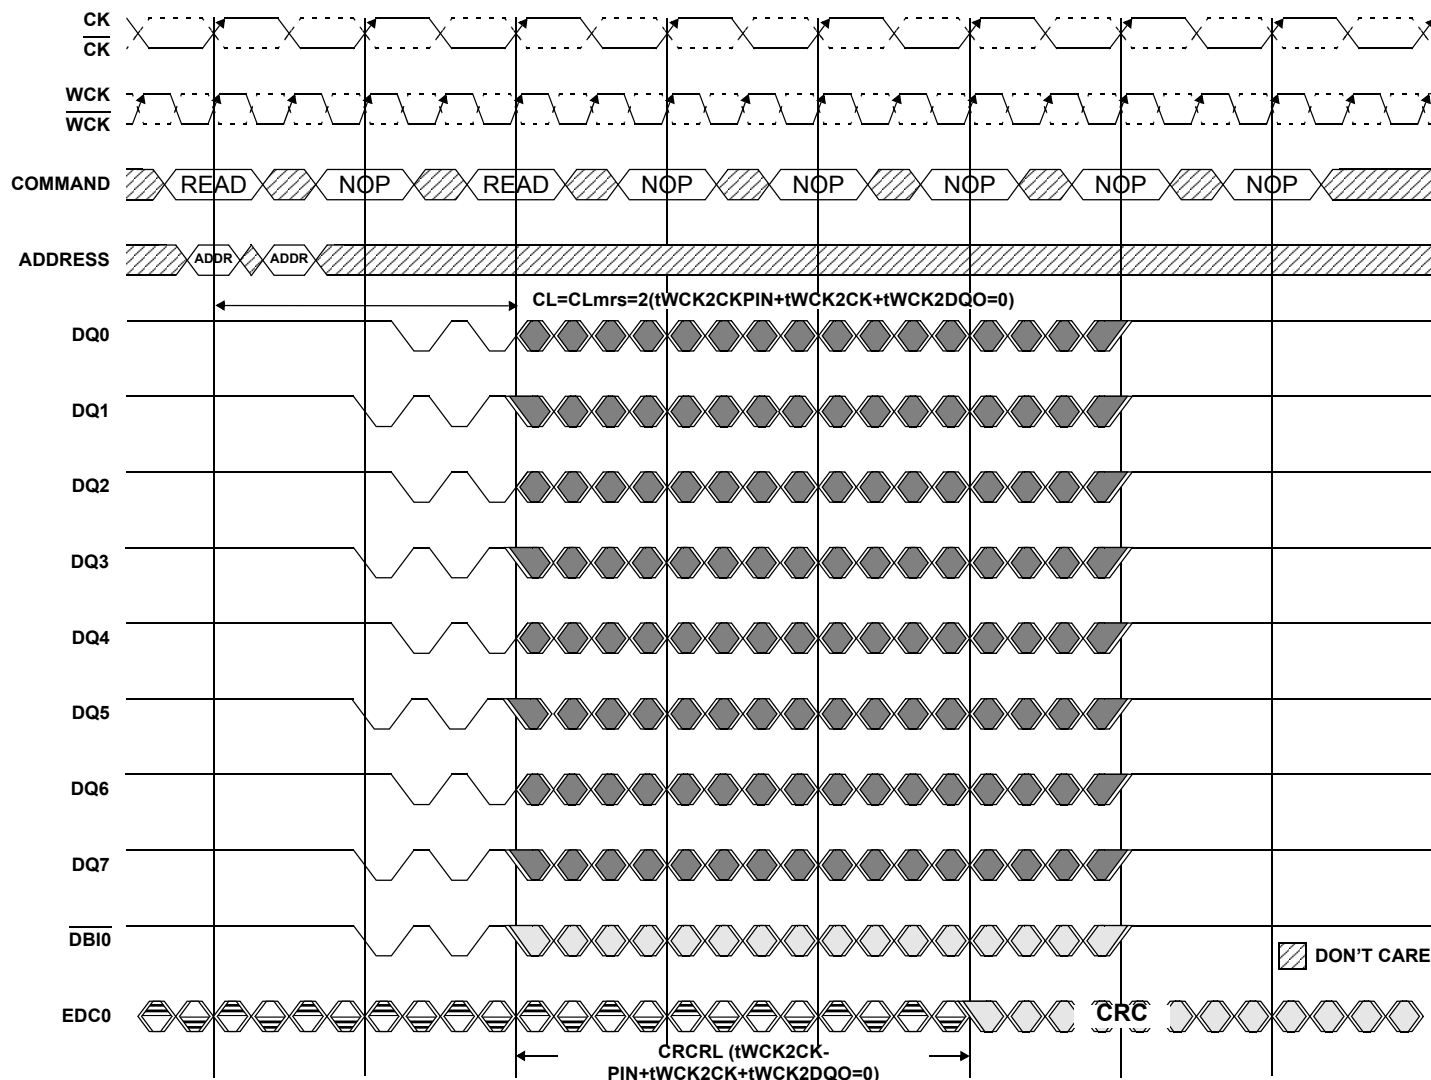 CK
CK
WCK
WCK
COMMAND READ NOP READ NOP NOP NOP NOP NOP
ADDRESS ADDR ADDR
CL=CLmrs=2(tWCK2CKPIN+tWCK2CK+tWCK2DQO=0)
DQ0
DQ1
DQ2
DQ3
DQ4
DQ5
DQ6
DQ7
DBI0
DON'T CARE
EDC0 CRC
CRCRL (tWCK2CK-
PIN+tWCK2CK+tWCK2DQO=0)